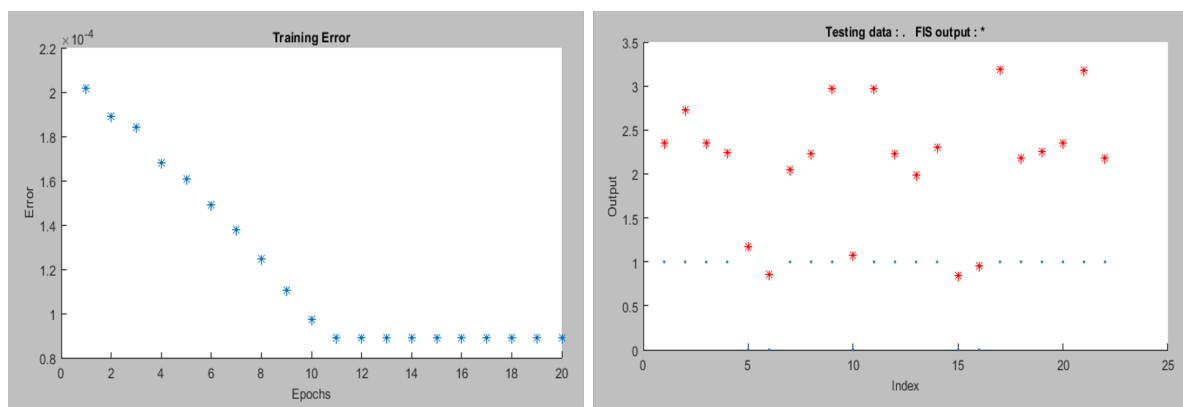 Training Error
×10-4
2.2
2
1.8
1.6
1.4
1.2
1
0.8
0 2 4 6 8 10 12 14 16 18 20
Error
Epochs
Testing data : . FIS output : *
3.5
3
2.5
2
1.5
1
0.5
0
0 5 10 15 20 25
Output
Index